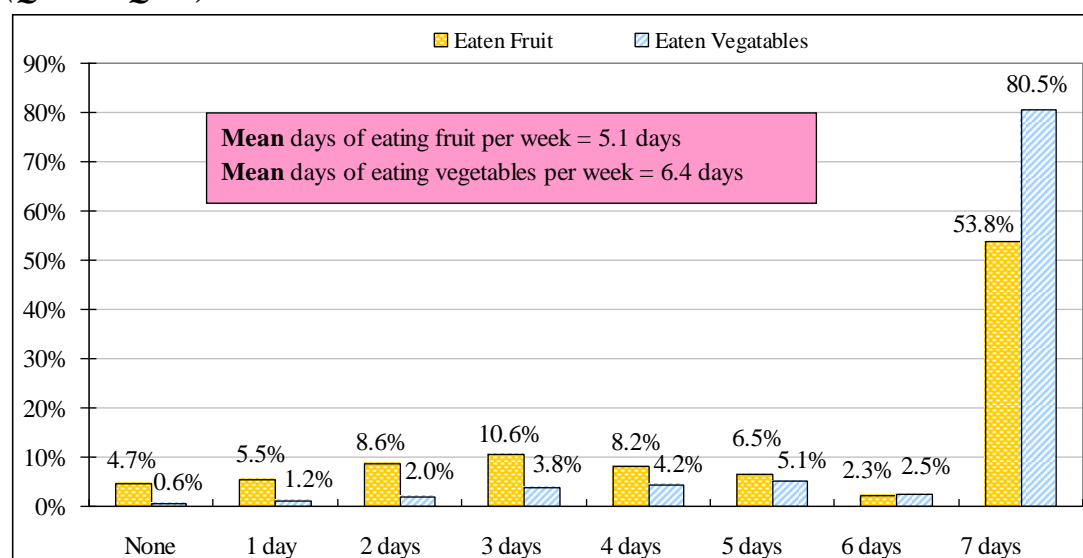 Eaten Fruit Eaten Vegatables
90%
80%
70%
60%
50%
40%
30%
20%
10%
0%
Mean days of eating fruit per week = 5.1 days
Mean days of eating vegetables per week = 6.4 days
4.7% 0.6% 5.5% 1.2% 8.6% 2.0% 10.6% 3.8% 8.2% 4.2% 6.5% 5.1% 2.3% 2.5% 53.8% 80.5%
None 1 day 2 days 3 days 4 days 5 days 6 days 7 days